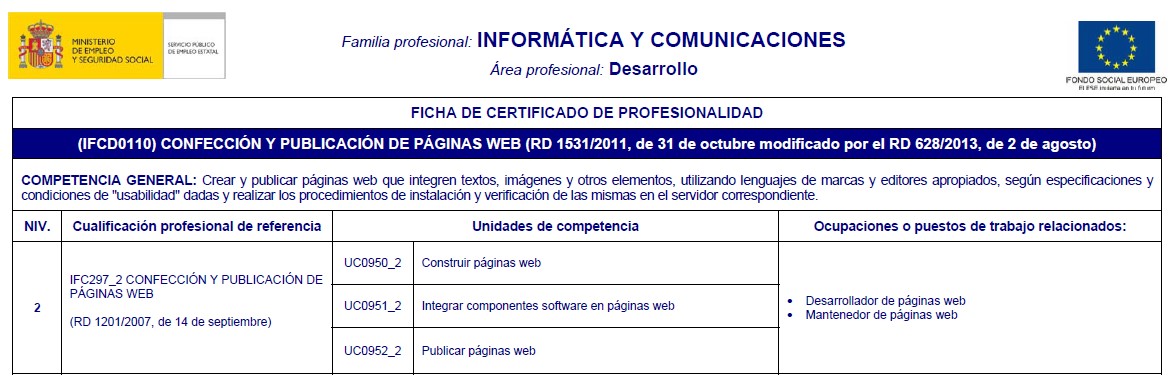 MINISTERIO
DE EMPLEO
Y SEGURIDAD SOCIAL
SERVICIO PÚBLICO
DE EMPLEO ESTATAL
Familia profesional: INFORMÁTICA Y COMUNICACIONES
Área profesional: Desarrollo
FONDO SOCIAL EUROPEO
El FSE invierte en tu futuro
FICHA DE CERTIFICADO DE PROFESIONALIDAD
(IFCD0110) CONFECCIÓN Y PUBLICACIÓN DE PÁGINAS WEB (RD 1531/2011, de 31 de octubre modificado por el RD 628/2013, de 2 de agosto)
COMPETENCIA GENERAL: Crear y publicar páginas web que integren textos, imágenes y otros elementos, utilizando lenguajes de marcas y editores apropiados, según especificaciones y
condiciones de "usabilidad" dadas y realizar los procedimientos de instalación y verificación de las mismas en el servidor correspondiente.
NIV.
Cualificación profesional de referencia
Unidades de competencia
Ocupaciones o puestos de trabajo relacionados:
2
IFC297_2 CONFECCIÓN Y PUBLICACIÓN DE
PÁGINAS WEB
(RD 1201/2007, de 14 de septiembre)
UC0950_2
Construir páginas web
UC0951_2
Integrar componentes software en páginas web
UC0952_2
Publicar páginas web
• Desarrollador de páginas web
• Mantenedor de páginas web